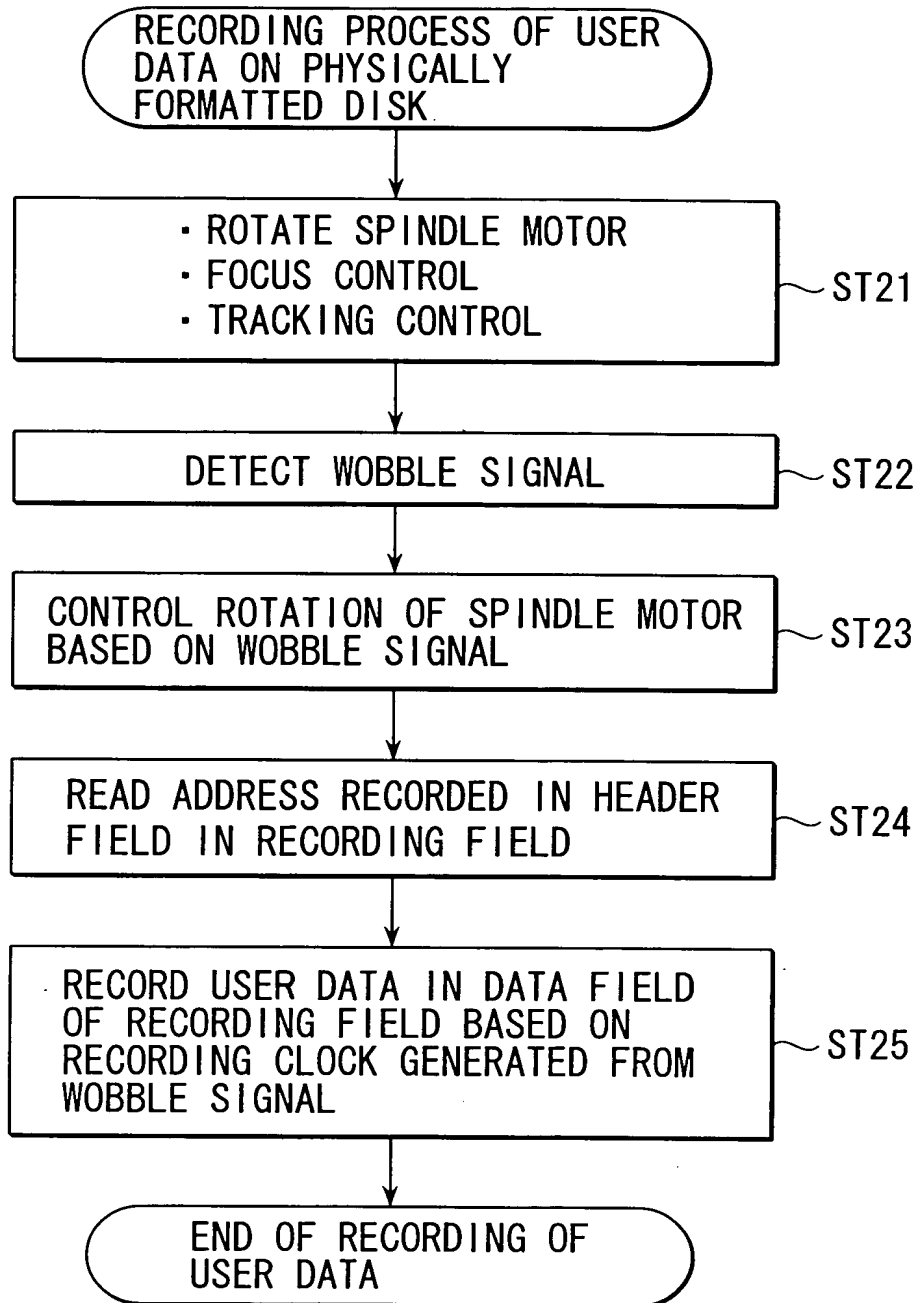 RECORDING PROCESS OF USER
DATA ON PHYSICALLY
FORMATTED DISK
· ROTATE SPINDLE MOTOR
· FOCUS CONTROL
· TRACKING CONTROL
ST21
DETECT WOBBLE SIGNAL
ST22
CONTROL ROTATION OF SPINDLE MOTOR
BASED ON WOBBLE SIGNAL
ST23
READ ADDRESS RECORDED IN HEADER
FIELD IN RECORDING FIELD
ST24
RECORD USER DATA IN DATA FIELD
OF RECORDING FIELD BASED ON
RECORDING CLOCK GENERATED FROM
WOBBLE SIGNAL
ST25
END OF RECORDING OF
USER DATA